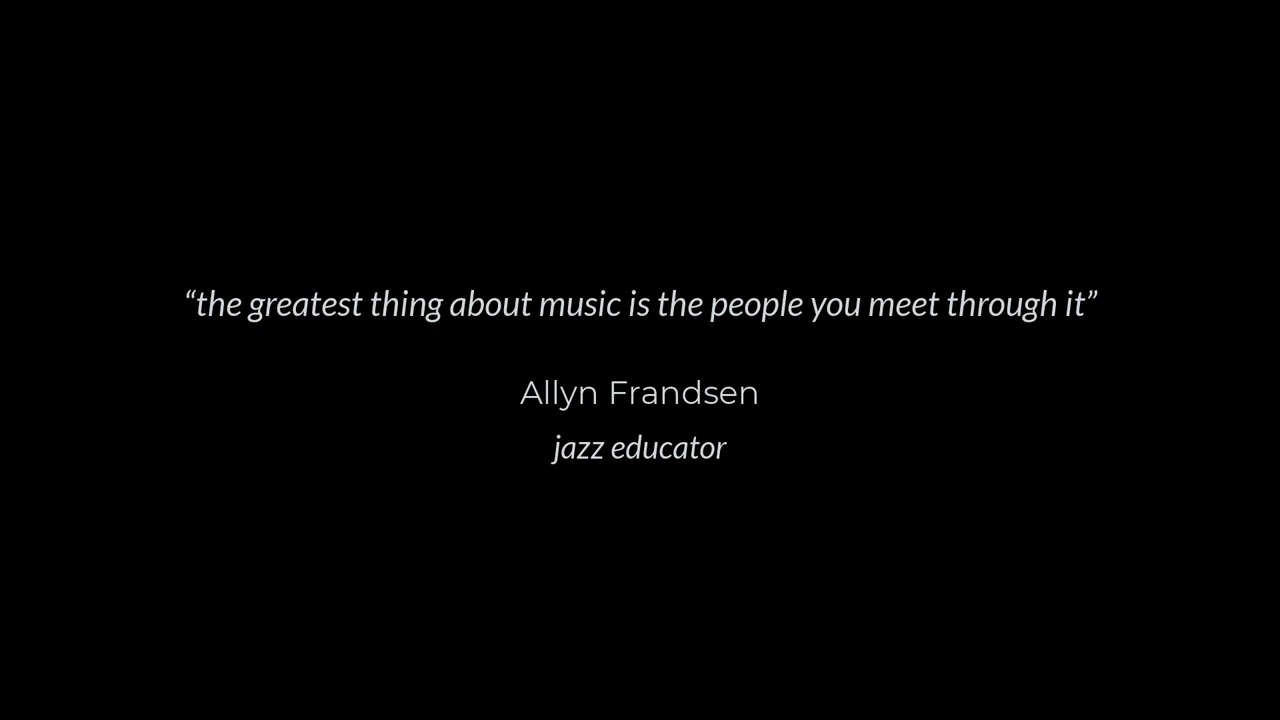 “the greatest thing about music is the people you meet through it”
Allyn Frandsen
jazz educator